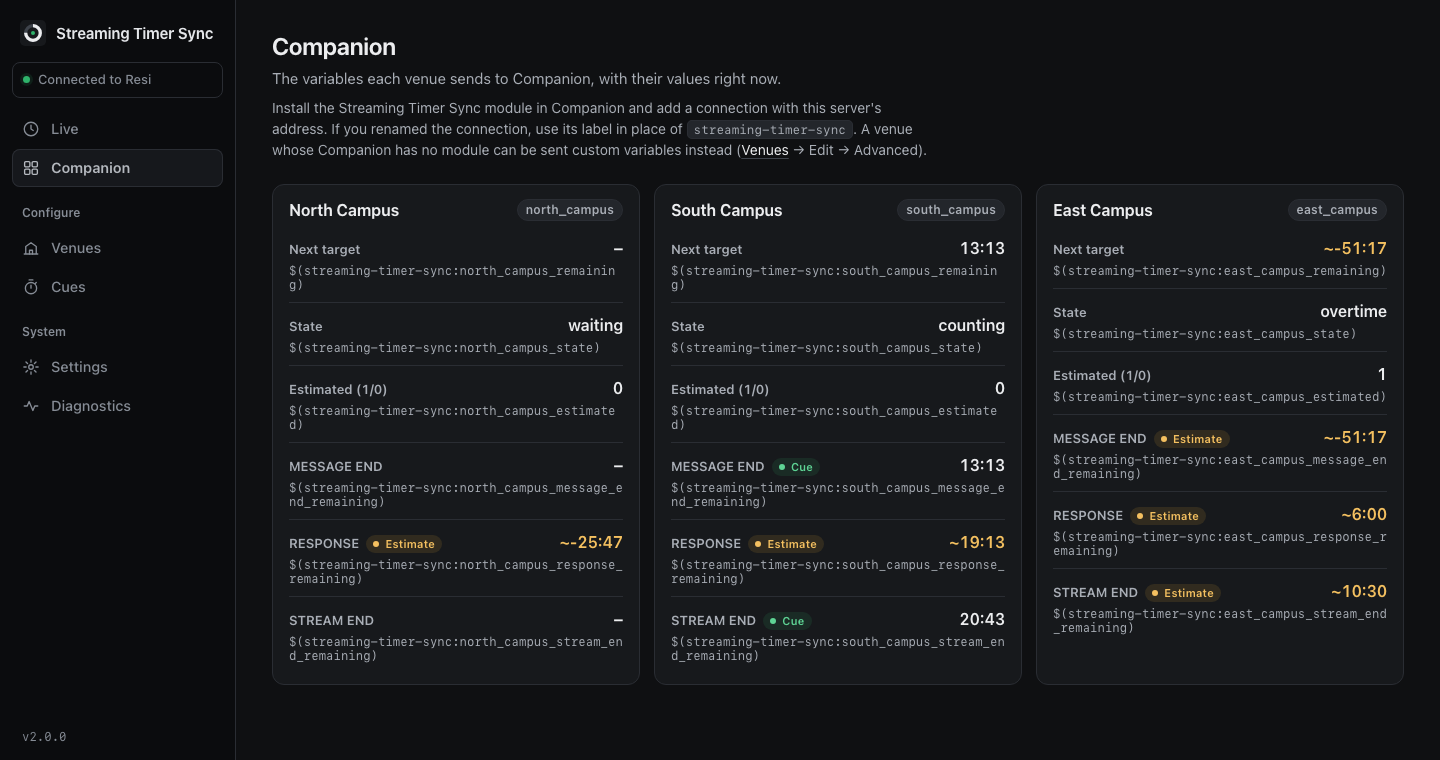 Streaming Timer Sync
Connected to Resi
Live
Companion
Configure
Venues
Cues
System
Settings
Diagnostics
v2.0.0
Companion
The variables each venue sends to Companion, with their values right now.
Install the Streaming Timer Sync module in Companion and add a connection with this server's
address. If you renamed the connection, use its label in place of streaming-timer-sync. A venue
whose Companion has no module can be sent custom variables instead (Venues → Edit → Advanced).
North Campus north_campus
Next target –
$(streaming-timer-sync:north_campus_remainin
g)
State waiting
$(streaming-timer-sync:north_campus_state)
Estimated (1/0) 0
$(streaming-timer-sync:north_campus_estimate
d)
MESSAGE END –
$(streaming-timer-sync:north_campus_message_e
nd_remaining)
RESPONSE Estimate ~-25:47
$(streaming-timer-sync:north_campus_response_
remaining)
STREAM END –
$(streaming-timer-sync:north_campus_stream_en
d_remaining)
South Campus south_campus
Next target 13:13
$(streaming-timer-sync:south_campus_remainin
g)
State counting
$(streaming-timer-sync:south_campus_state)
Estimated (1/0) 0
$(streaming-timer-sync:south_campus_estimate
d)
MESSAGE END Cue 13:13
$(streaming-timer-sync:south_campus_message_e
nd_remaining)
RESPONSE Estimate ~19:13
$(streaming-timer-sync:south_campus_response_
remaining)
STREAM END Cue 20:43
$(streaming-timer-sync:south_campus_stream_en
d_remaining)
East Campus east_campus
Next target ~-51:17
$(streaming-timer-sync:east_campus_remaining)
State overtime
$(streaming-timer-sync:east_campus_state)
Estimated (1/0) 1
$(streaming-timer-sync:east_campus_estimated)
MESSAGE END Estimate ~-51:17
$(streaming-timer-sync:east_campus_message_en
d_remaining)
RESPONSE Estimate ~6:00
$(streaming-timer-sync:east_campus_response_r
emaining)
STREAM END Estimate ~10:30
$(streaming-timer-sync:east_campus_stream_end
_remaining)